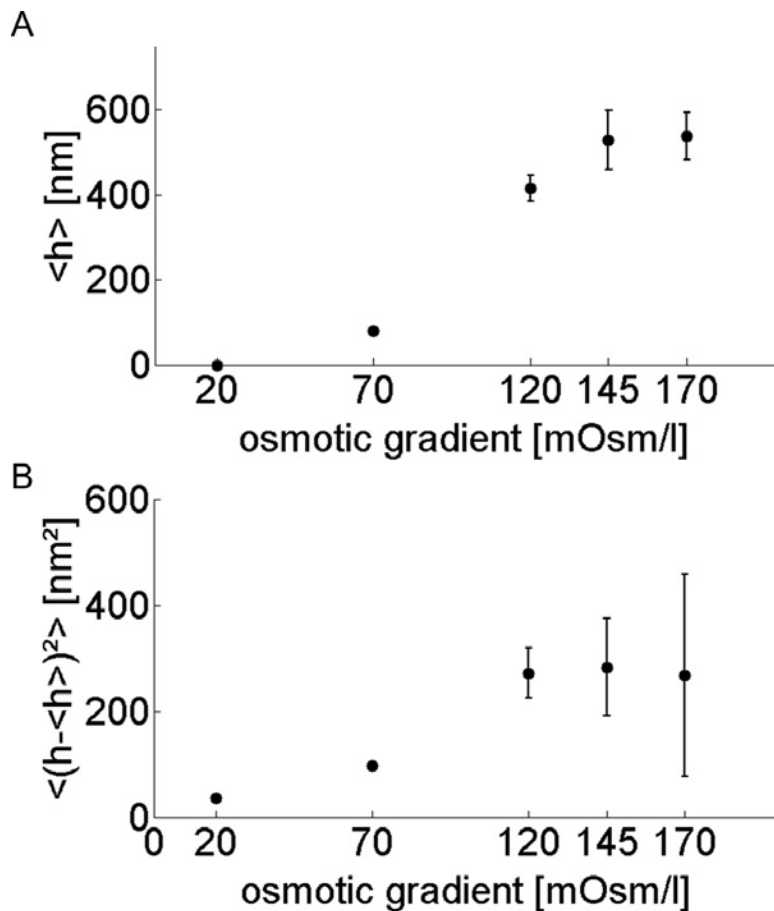 A
600
400
200
0
<h> [nm]
20 70 120 145 170
osmotic gradient [mOsm/l]
B
600
400
200
0
<(h-<h>)²> [nm²]
0 20 70 120 145 170
osmotic gradient [mOsm/l]